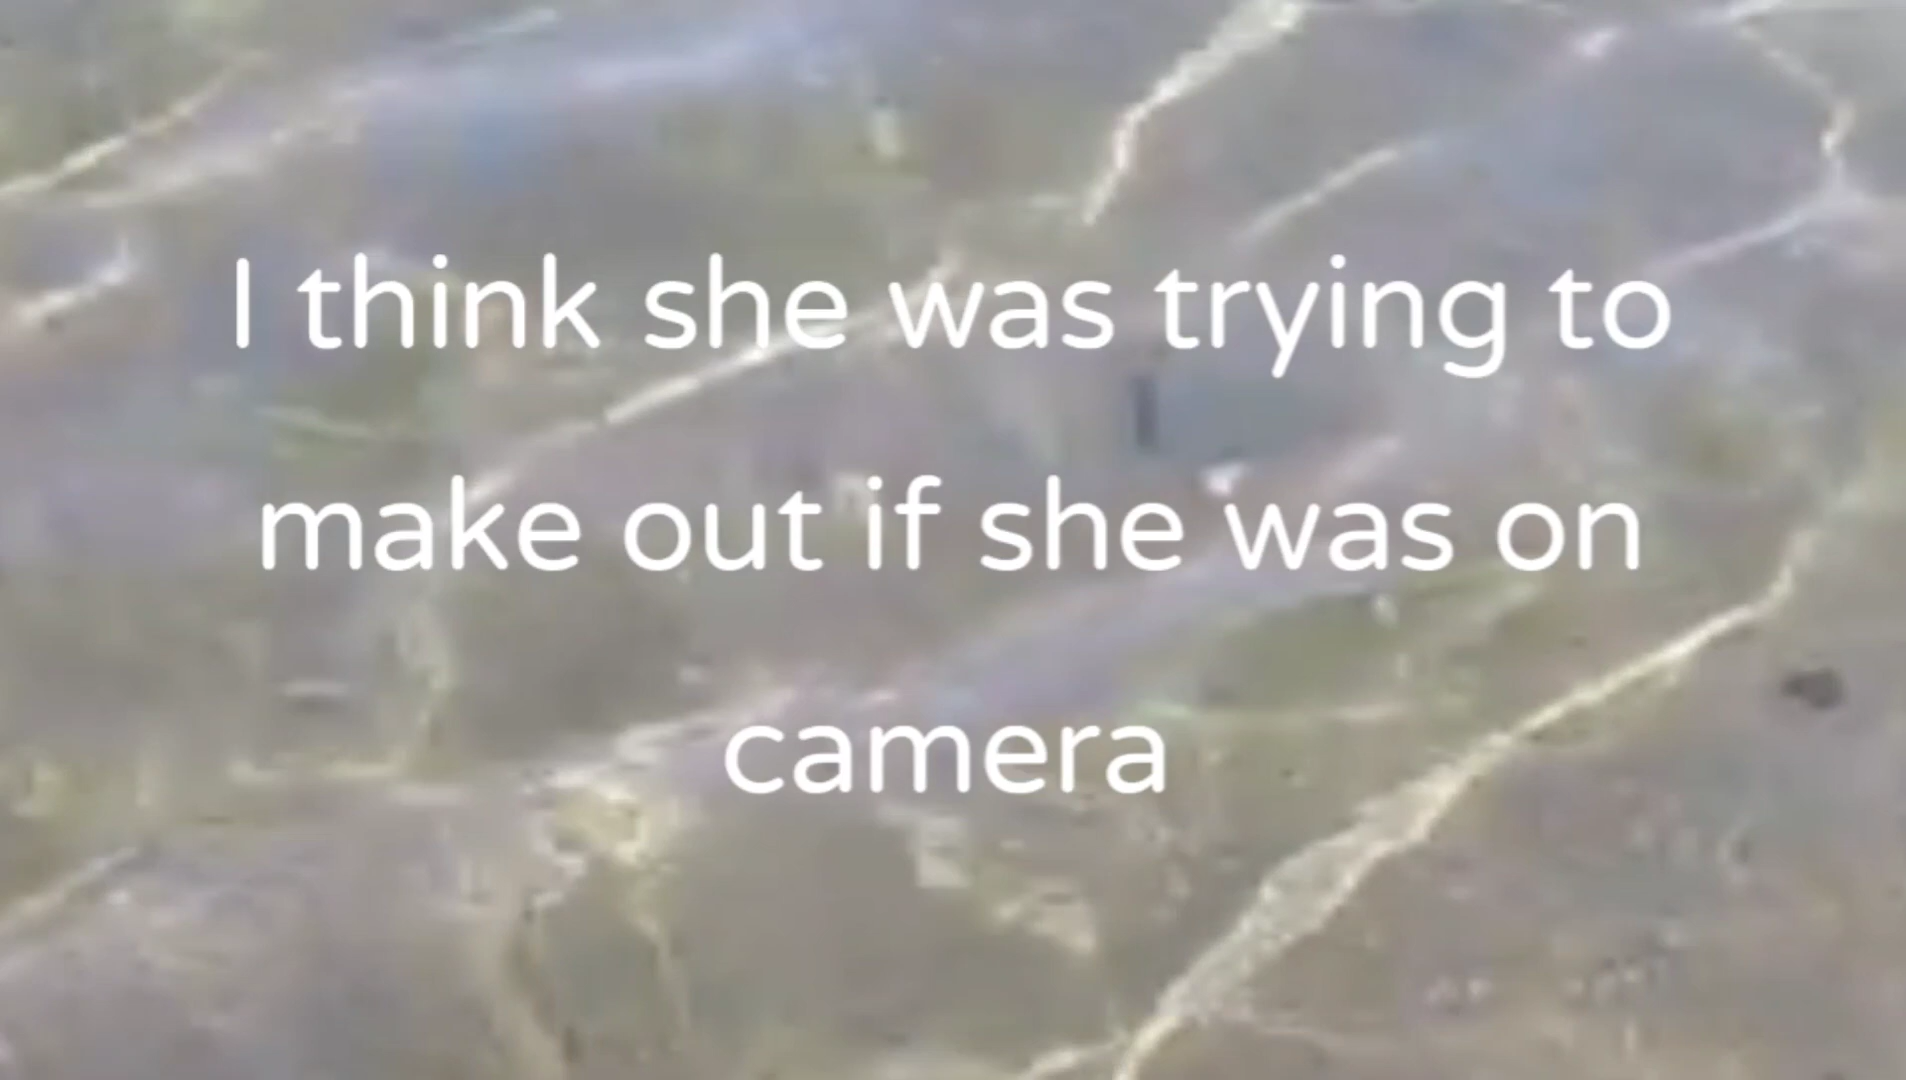 I think she was trying to
make out if she was on
camera